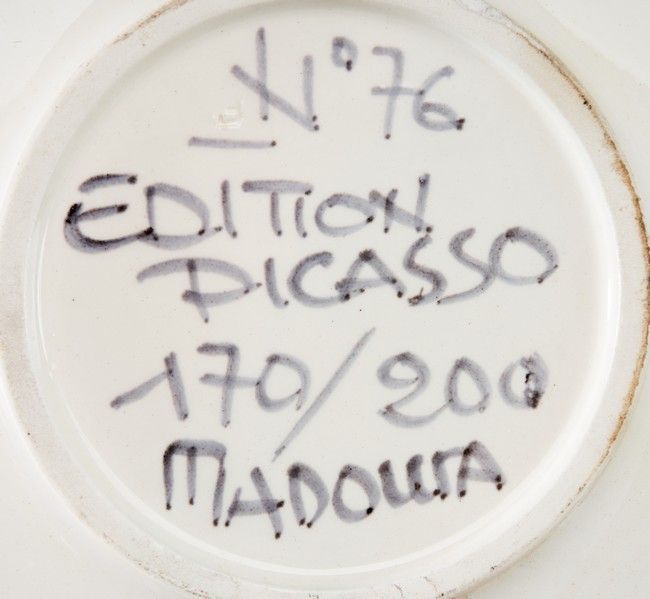 N° 76
EDITION
PICASSO
170/200
MADOURA